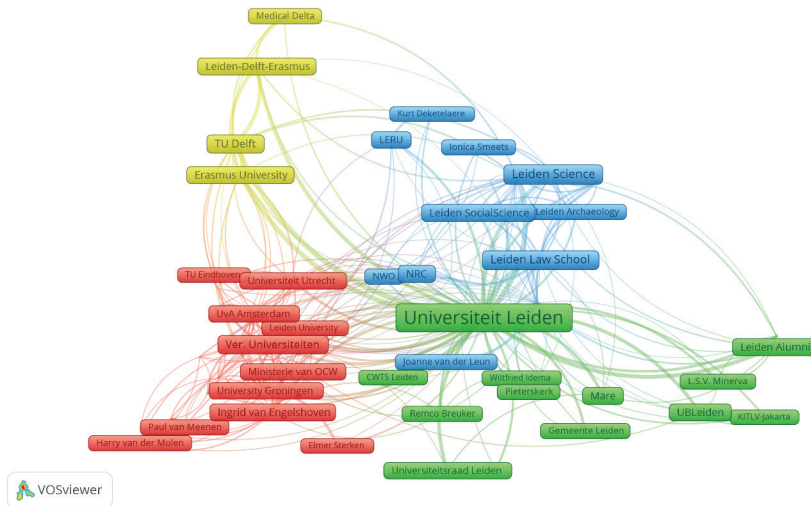 Medical Delta
Leiden-Delft-Erasmus
Kurt Deketelaere
LERU
TU Delft
Ionica Smeets
Erasmus University
Leiden Science
Leiden SocialScience
Leiden Archaeology
Leiden Law School
TU Eindhoven
Universiteit Utrecht
NWO
NRC
UvA Amsterdam
Universiteit Leiden
Leiden University
Ver. Universiteiten
Leiden Alumni
Joanne van der Leun
Ministerie van OCW
CWTS Leiden
Wiltfried Idema
L.S.V. Minerva
University Groningen
Pieterskerk
Mare
Ingrid van Engelshoven
Remco Breuker
UBLeiden
KITLV-Jakarta
Paul van Meenen
Gemeente Leiden
Harry van der Molen
Elmer Sterken
Universiteitsraad Leiden
VOSviewer